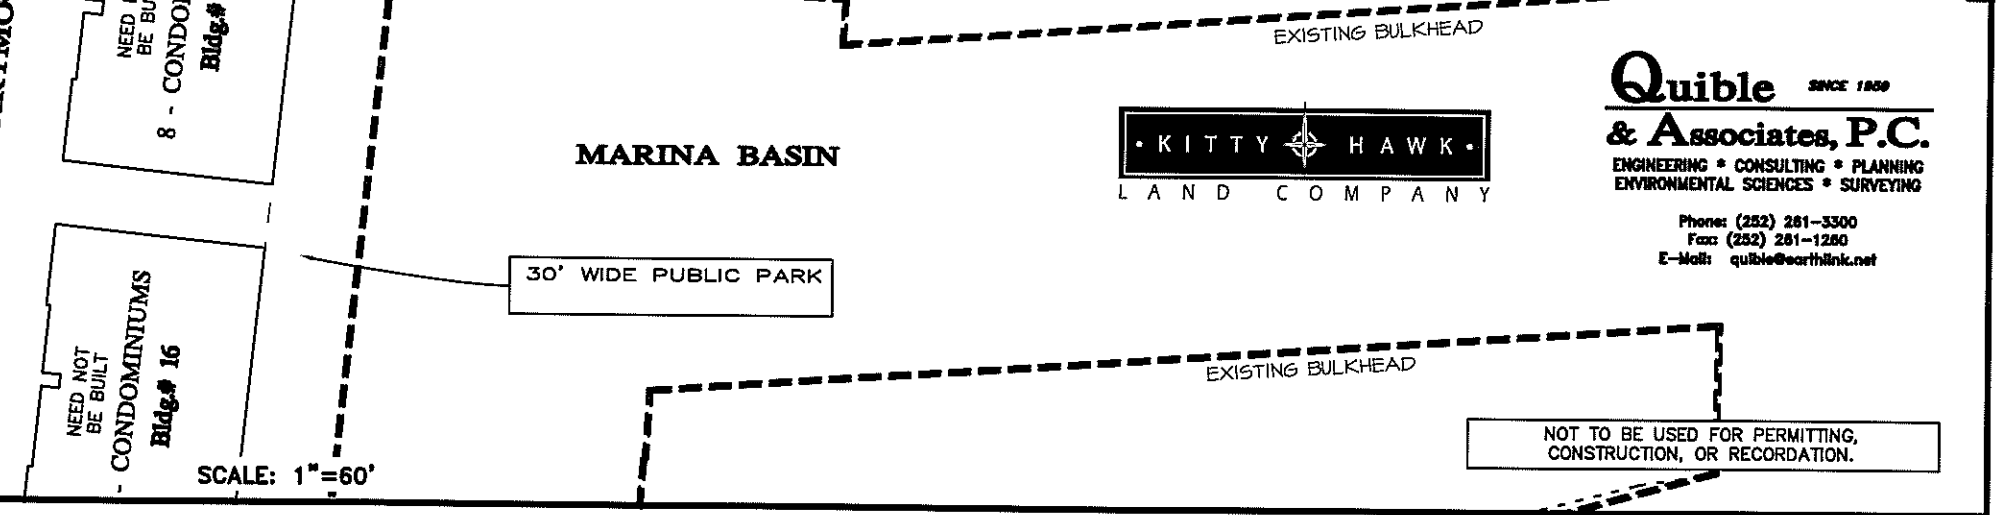 NEED
BE BU
8 - CONDO
Bldg.#
EXISTING BULKHEAD
Quible SINCE 1959
& Associates, P.C.
ENGINEERING * CONSULTING * PLANNING
ENVIRONMENTAL SCIENCES * SURVEYING
Phone: (252) 261-3300
Fax: (252) 261-1260
E-Mail: quible@earthlink.net
• KITTY HAWK •
LAND COMPANY
MARINA BASIN
30' WIDE PUBLIC PARK
NEED NOT
BE BUILT
- CONDOMINIUMS
Bldg.# 16
EXISTING BULKHEAD
SCALE: 1"=60'
NOT TO BE USED FOR PERMITTING,
CONSTRUCTION, OR RECORDATION.